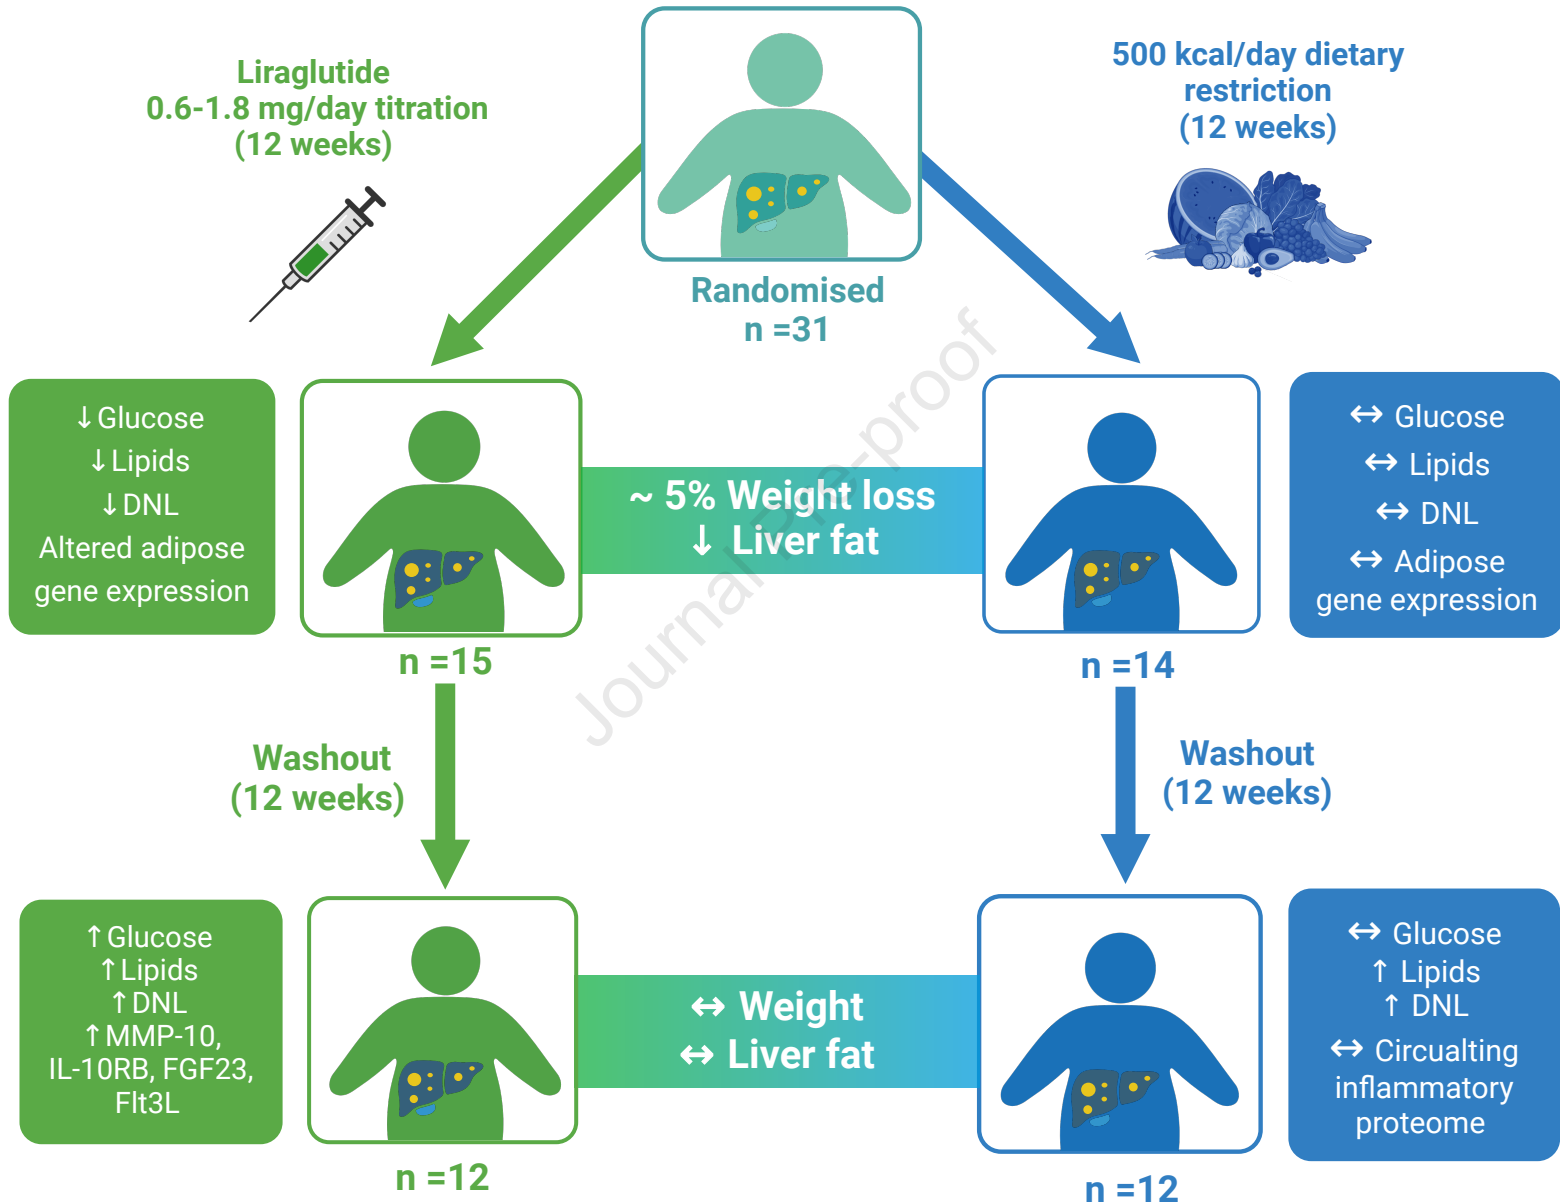 Liraglutide
0.6-1.8 mg/day titration
(12 weeks)
500 kcal/day dietary
restriction
(12 weeks)
Randomised
n =31
↓Glucose
↓Lipids
↓DNL
Altered adipose
gene expression
~ 5% Weight loss
↓ Liver fat
↔ Glucose
↔ Lipids
↔ DNL
↔ Adipose
gene expression
n =15
n =14
Journal Pre-proof
Washout
(12 weeks)
Washout
(12 weeks)
↑Glucose
↑Lipids
↑DNL
↑MMP-10,
IL-10RB, FGF23,
Flt3L
↔ Weight
↔ Liver fat
↔ Glucose
↑ Lipids
↑ DNL
↔ Circualting
inflammatory
proteome
n =12
n =12